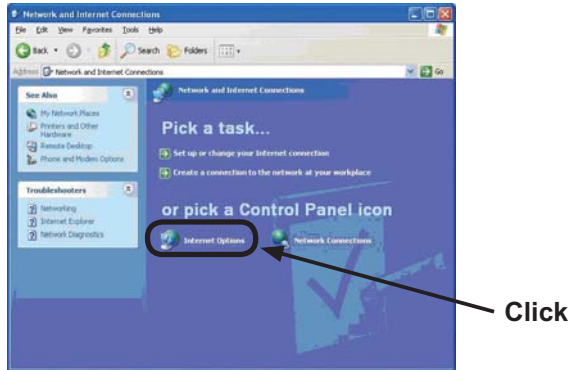 Network and Internet Connections
File Edit View Favorites Tools Help
Back Search Folders
Address Network and Internet Connections Go
See Also
My Network Places
Printers and Other
Hardware
Remote Desktop
Phone and Modem Options
Troubleshooters
Networking
Internet Explorer
Network Diagnostics
Network and Internet Connections
Pick a task...
Set up or change your Internet connection
Create a connection to the network at your workplace
or pick a Control Panel icon
Internet Options
Network Connections
Click